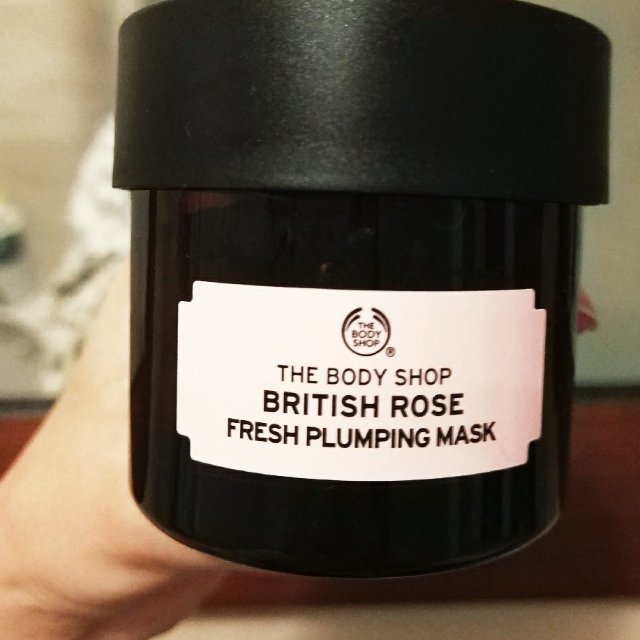 THE
BODY
SHOP
®
THE BODY SHOP
BRITISH ROSE
FRESH PLUMPING MASK